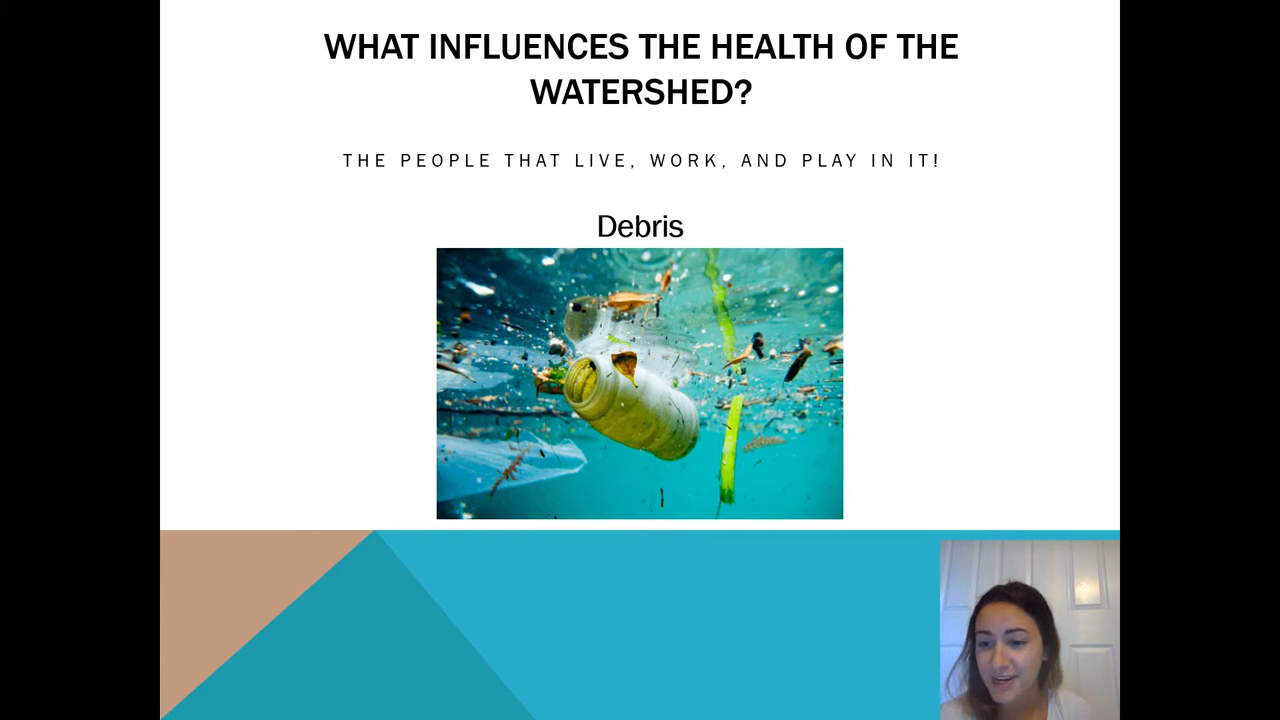 WHAT INFLUENCES THE HEALTH OF THE
WATERSHED?
THE PEOPLE THAT LIVE, WORK, AND PLAY IN IT!
Debris